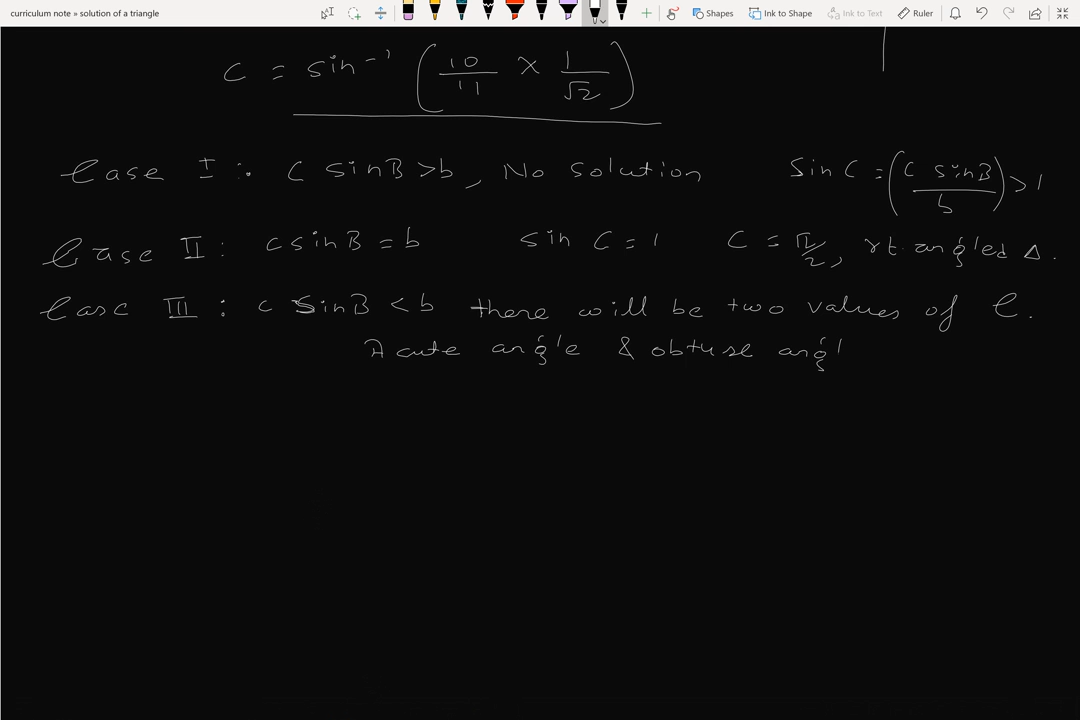 curriculum note » solution of a triangle
Shapes Ink to Shape Ink to Text Ruler
C = sin⁻¹ (10/11 × 1/√2)
Case I : C sinB > b, No solution sin C = (C sinB / b) > 1
Case II : C sinB = b sin C = 1 C = π/2, rt. angled Δ.
Case III : C sinB < b there will be two values of C.
Acute angle & obtuse angl